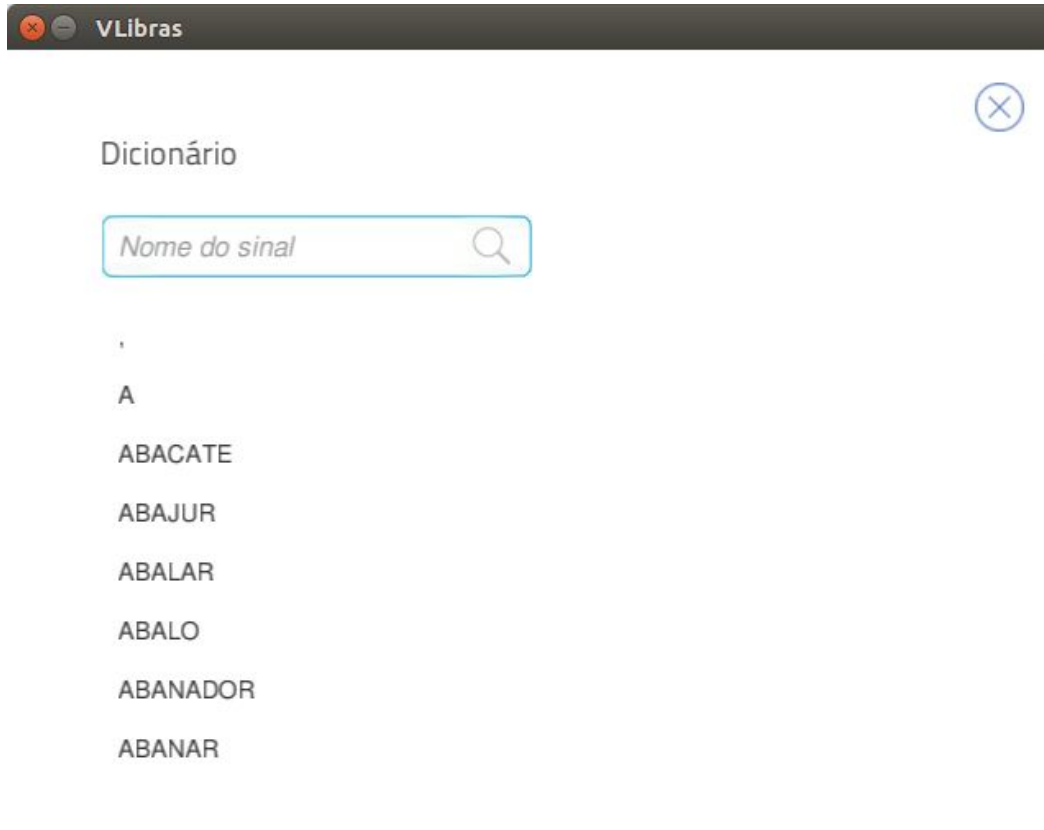 VLibras
Dicionário
Nome do sinal
,
A
ABACATE
ABAJUR
ABALAR
ABALO
ABANADOR
ABANAR